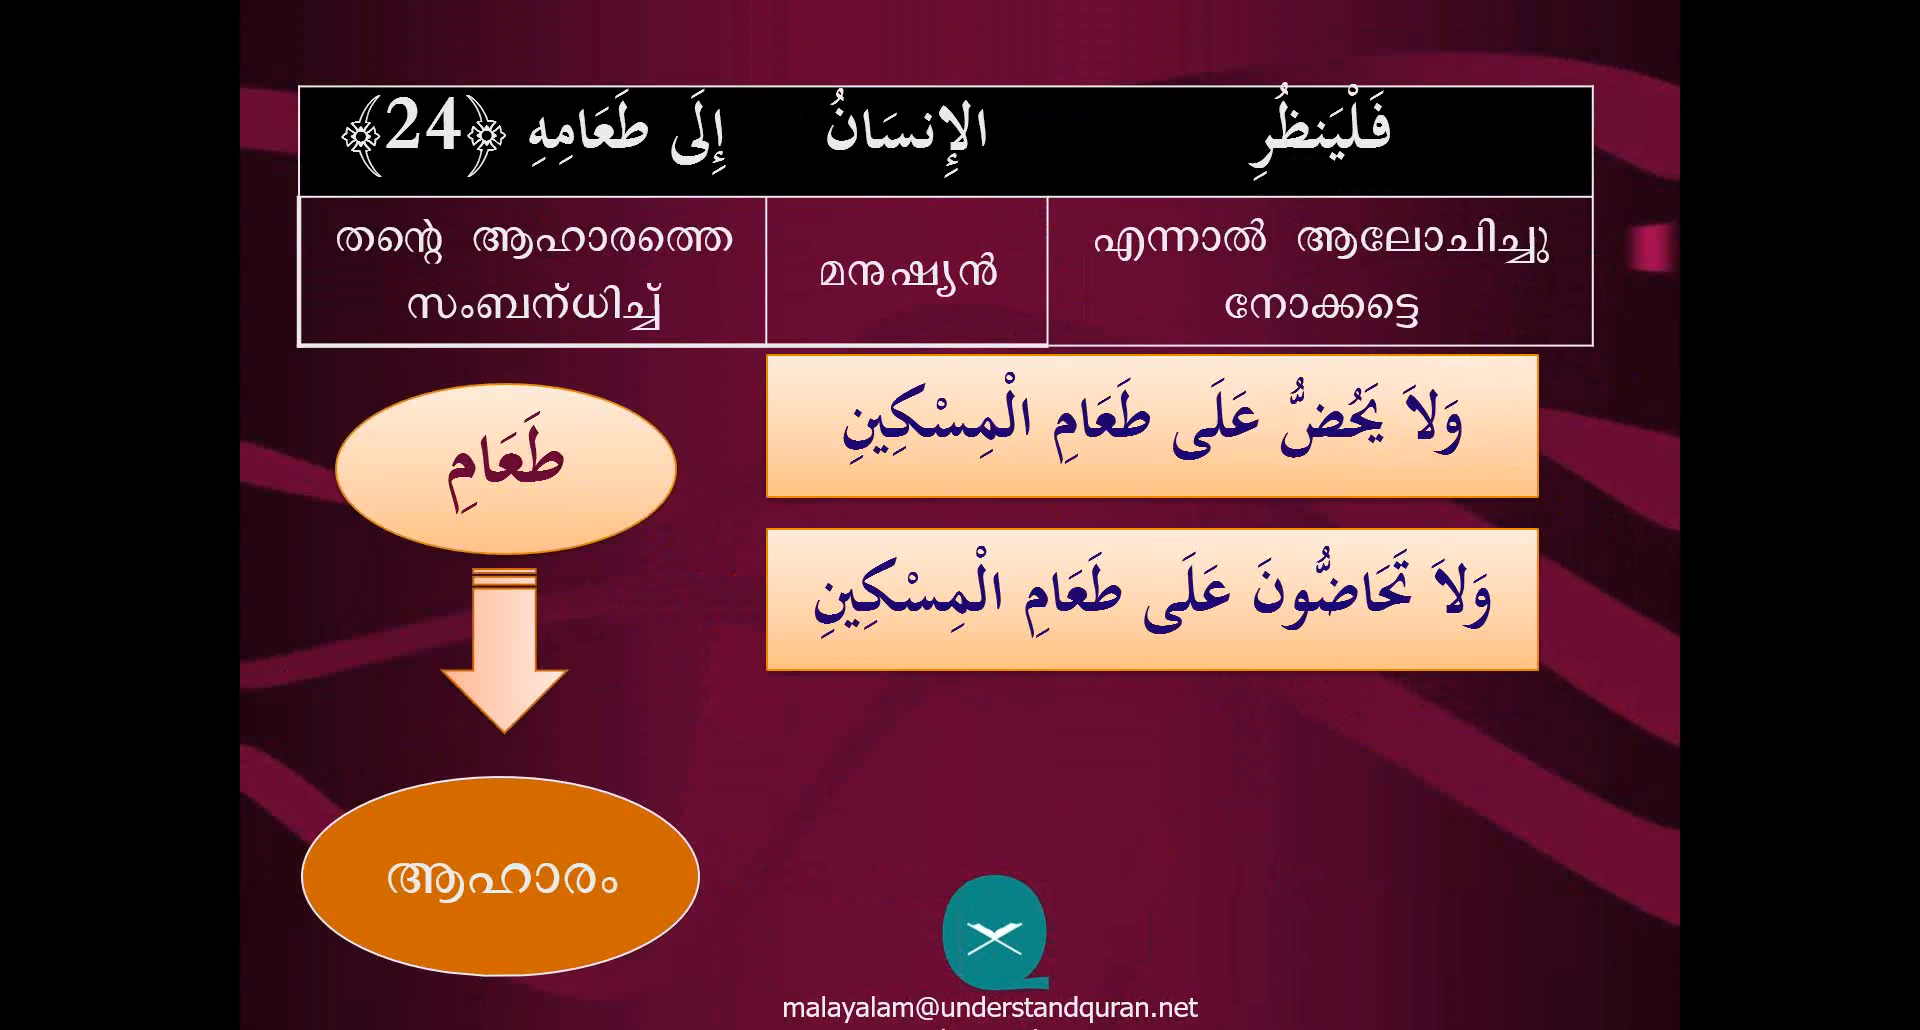 فَلْيَنظُرِ الإِنسَانُ إِلَى طَعَامِهِ ﴿24﴾
എന്നാൽ ആലോചിച്ചു
നോക്കട്ടെ
മനുഷ്യൻ
തന്റെ ആഹാരത്തെ
സംബന്ധിച്ച്
وَلاَ يَحُضُّ عَلَى طَعَامِ الْمِسْكِينِ
طَعَامِ
وَلاَ تَحَاضُّونَ عَلَى طَعَامِ الْمِسْكِينِ
ആഹാരം
malayalam@understandquran.net